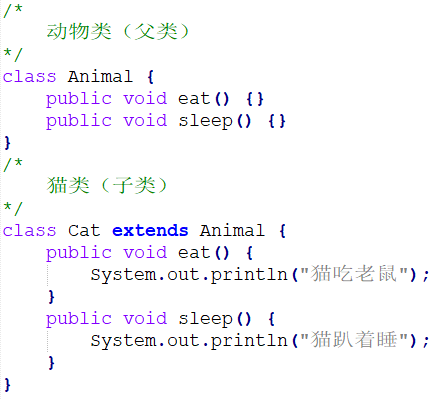 /*
    动物类（父类）
*/
class Animal {
    public void eat() {}
    public void sleep() {}
}
/*
    猫类（子类）
*/
class Cat extends Animal {
    public void eat() {
        System.out.println("猫吃老鼠");
    }
    public void sleep() {
        System.out.println("猫趴着睡");
    }
}